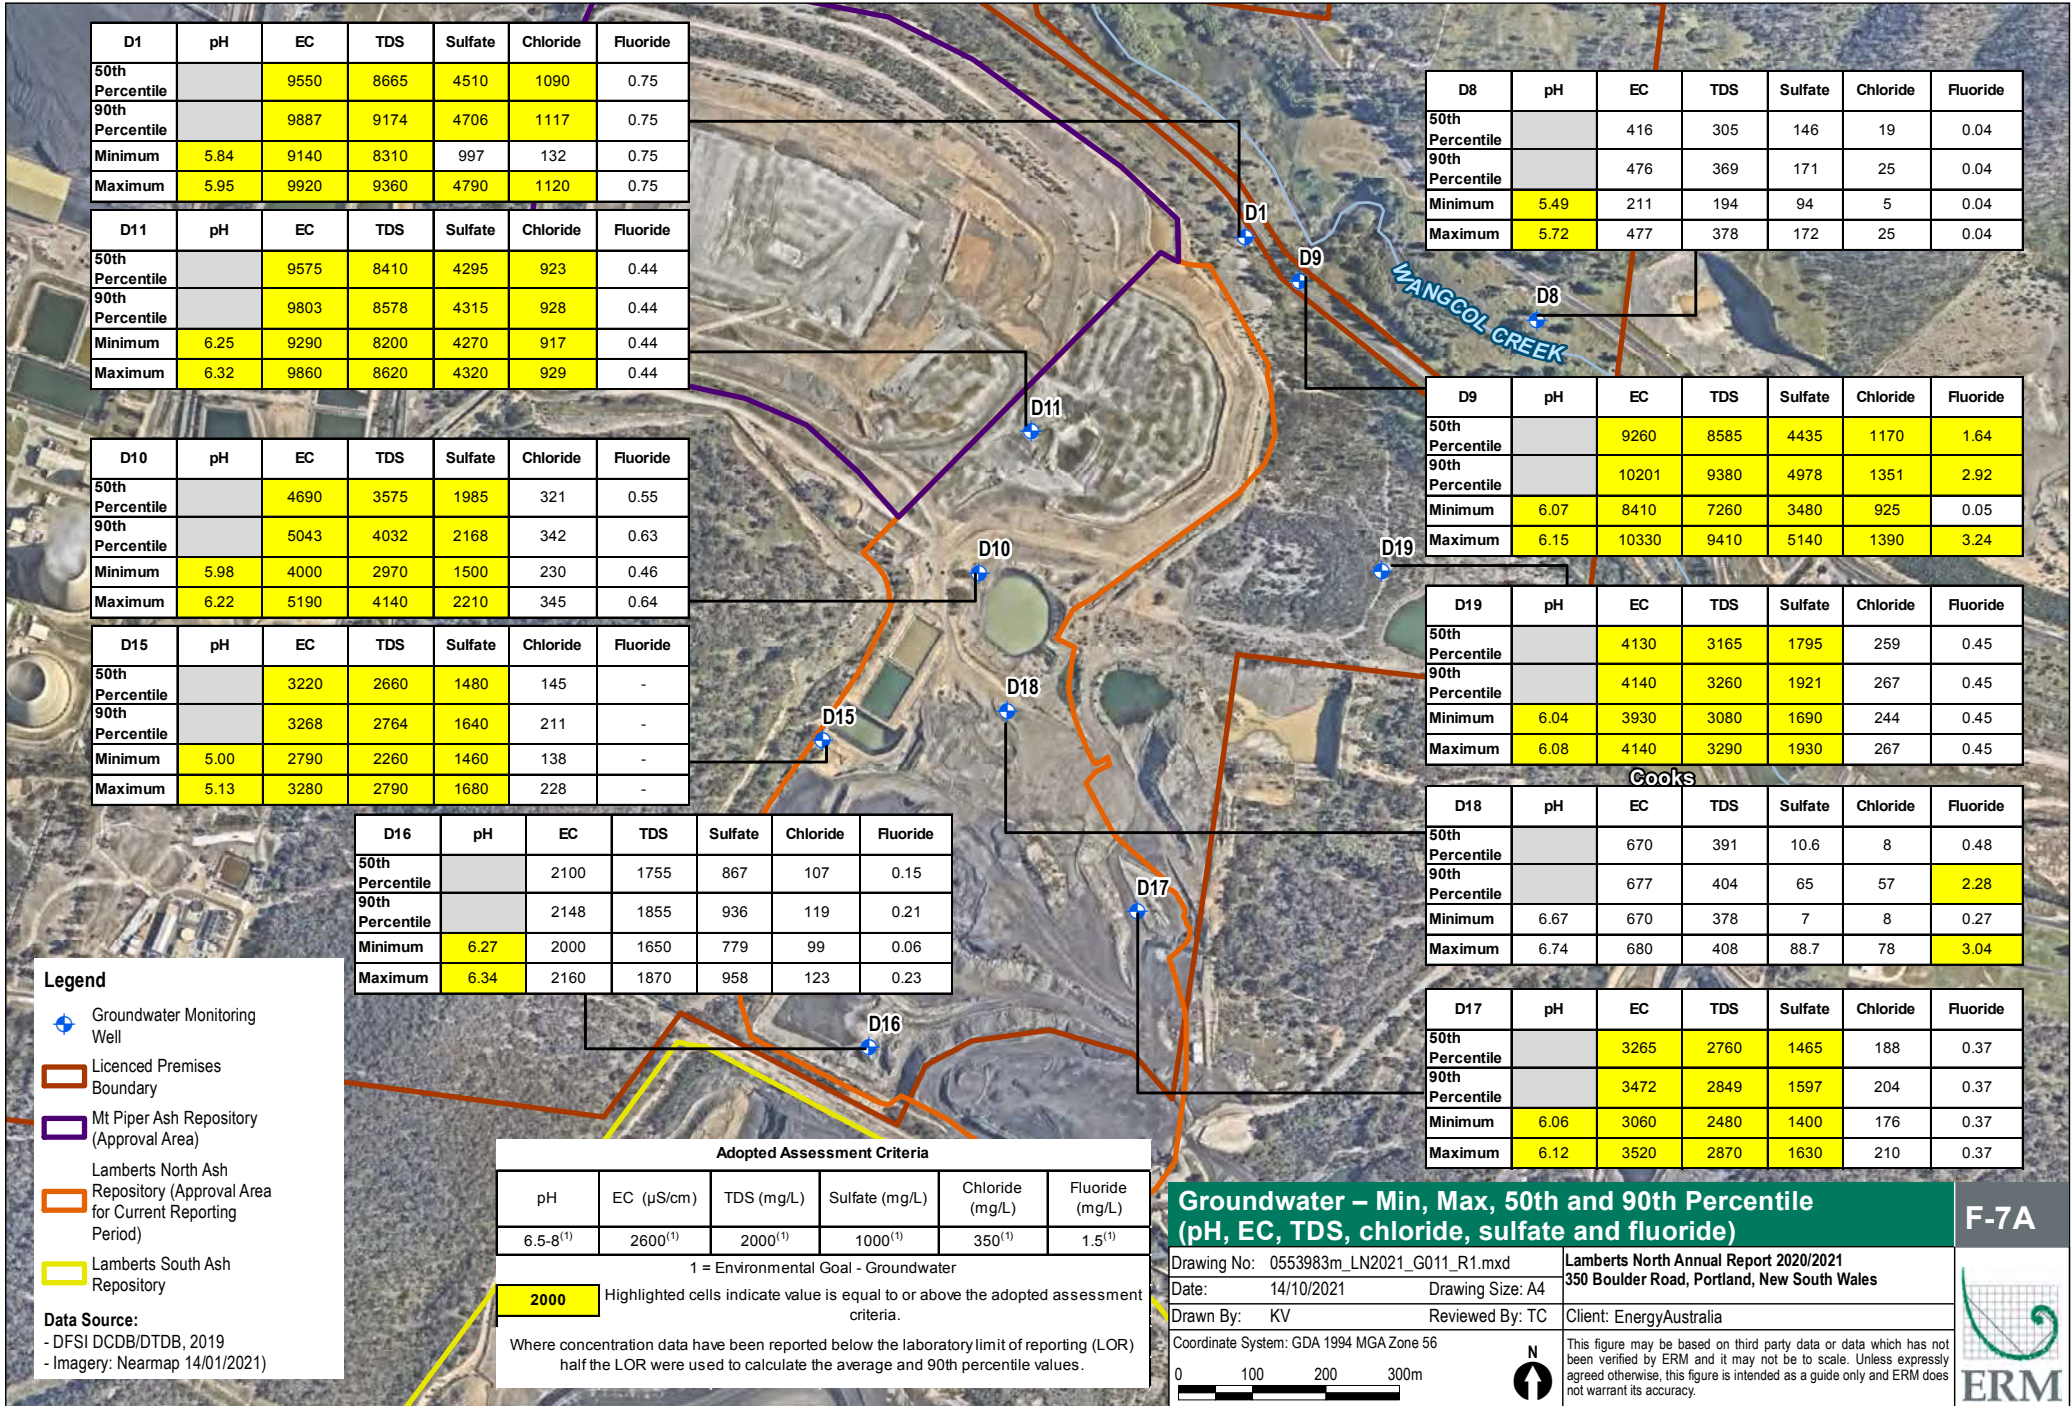 D1 pH EC TDS Sulfate Chloride Fluoride
50th Percentile 9550 8665 4510 1090 0.75
90th Percentile 9887 9174 4706 1117 0.75
Minimum 5.84 9140 8310 997 132 0.75
Maximum 5.95 9920 9360 4790 1120 0.75
D11 pH EC TDS Sulfate Chloride Fluoride
50th Percentile 9575 8410 4295 923 0.44
90th Percentile 9803 8578 4315 928 0.44
Minimum 6.25 9290 8200 4270 917 0.44
Maximum 6.32 9860 8620 4320 929 0.44
D10 pH EC TDS Sulfate Chloride Fluoride
50th Percentile 4690 3575 1985 321 0.55
90th Percentile 5043 4032 2168 342 0.63
Minimum 5.98 4000 2970 1500 230 0.46
Maximum 6.22 5190 4140 2210 345 0.64
D15 pH EC TDS Sulfate Chloride Fluoride
50th Percentile 3220 2660 1480 145 -
90th Percentile 3268 2764 1640 211 -
Minimum 5.00 2790 2260 1460 138 -
Maximum 5.13 3280 2790 1680 228 -
D16 pH EC TDS Sulfate Chloride Fluoride
50th Percentile 2100 1755 867 107 0.15
90th Percentile 2148 1855 936 119 0.21
Minimum 6.27 2000 1650 779 99 0.06
Maximum 6.34 2160 1870 958 123 0.23
D8 pH EC TDS Sulfate Chloride Fluoride
50th Percentile 416 305 146 19 0.04
90th Percentile 476 369 171 25 0.04
Minimum 5.49 211 194 94 5 0.04
Maximum 5.72 477 378 172 25 0.04
D9 pH EC TDS Sulfate Chloride Fluoride
50th Percentile 9260 8585 4435 1170 1.64
90th Percentile 10201 9380 4978 1351 2.92
Minimum 6.07 8410 7260 3480 925 0.05
Maximum 6.15 10330 9410 5140 1390 3.24
D19 pH EC TDS Sulfate Chloride Fluoride
50th Percentile 4130 3165 1795 259 0.45
90th Percentile 4140 3260 1921 267 0.45
Minimum 6.04 3930 3080 1690 244 0.45
Maximum 6.08 4140 3290 1930 267 0.45
Cooks
D18 pH EC TDS Sulfate Chloride Fluoride
50th Percentile 670 391 10.6 8 0.48
90th Percentile 677 404 65 57 2.28
Minimum 6.67 670 378 7 8 0.27
Maximum 6.74 680 408 88.7 78 3.04
D17 pH EC TDS Sulfate Chloride Fluoride
50th Percentile 3265 2760 1465 188 0.37
90th Percentile 3472 2849 1597 204 0.37
Minimum 6.06 3060 2480 1400 176 0.37
Maximum 6.12 3520 2870 1630 210 0.37
D1
D9
D8
WANGCOL CREEK
D11
D10
D19
D18
D15
D17
D16
Legend
Groundwater Monitoring
Well
Licenced Premises
Boundary
Mt Piper Ash Repository
(Approval Area)
Lamberts North Ash
Repository (Approval Area
for Current Reporting
Period)
Lamberts South Ash
Repository
Data Source:
- DFSI DCDB/DTDB, 2019
- Imagery: Nearmap 14/01/2021)
Adopted Assessment Criteria
pH EC (µS/cm) TDS (mg/L) Sulfate (mg/L) Chloride (mg/L) Fluoride (mg/L)
6.5-8(1) 2600(1) 2000(1) 1000(1) 350(1) 1.5(1)
1 = Environmental Goal - Groundwater
2000 Highlighted cells indicate value is equal to or above the adopted assessment
criteria.
Where concentration data have been reported below the laboratory limit of reporting (LOR)
half the LOR were used to calculate the average and 90th percentile values.
Groundwater – Min, Max, 50th and 90th Percentile
(pH, EC, TDS, chloride, sulfate and fluoride)
F-7A
Drawing No: 0553983m_LN2021_G011_R1.mxd
Date: 14/10/2021 Drawing Size: A4
Drawn By: KV Reviewed By: TC
Lamberts North Annual Report 2020/2021
350 Boulder Road, Portland, New South Wales
Client: EnergyAustralia
Coordinate System: GDA 1994 MGA Zone 56
0 100 200 300m
N
This figure may be based on third party data or data which has not
been verified by ERM and it may not be to scale. Unless expressly
agreed otherwise, this figure is intended as a guide only and ERM does
not warrant its accuracy.
ERM